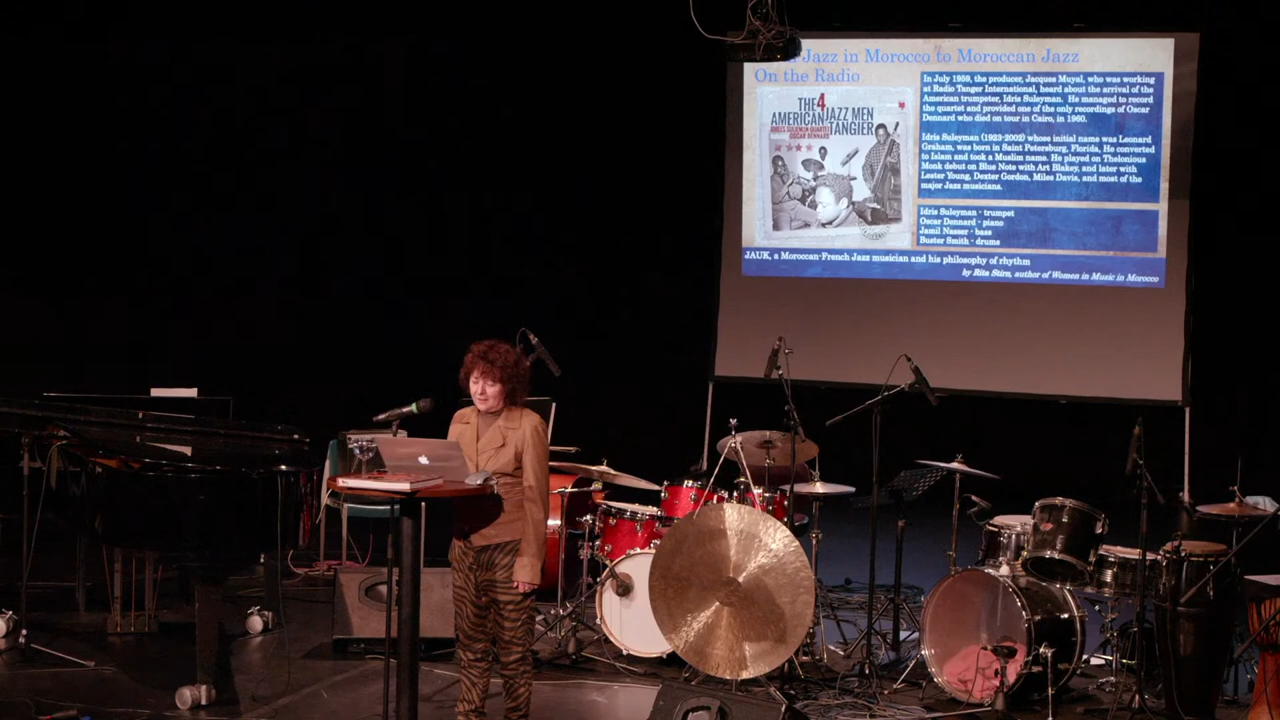 Jazz in Morocco to Moroccan Jazz
On the Radio
THE 4
AMERICAN JAZZ MEN
IN TANGIER
IDREES SULIEMAN QUARTET
OSCAR DENNARD
In July 1959, the producer, Jacques Muyal, who was working
at Radio Tanger International, heard about the arrival of the
American trumpeter, Idris Suleyman. He managed to record
the quartet and provided one of the only recordings of Oscar
Dennard who died on tour in Cairo, in 1960.
Idris Suleyman (1923-2002) whose initial name was Leonard
Graham, was born in Saint Petersburg, Florida, He converted
to Islam and took a Muslim name. He played on Thelonious
Monk debut on Blue Note with Art Blakey, and later with
Lester Young, Dexter Gordon, Miles Davis, and most of the
major Jazz musicians.
Idris Suleyman - trumpet
Oscar Dennard - piano
Jamil Nasser - bass
Buster Smith - drums
JAUK, a Moroccan-French Jazz musician and his philosophy of rhythm
by Rita Stirn, author of Women in Music in Morocco